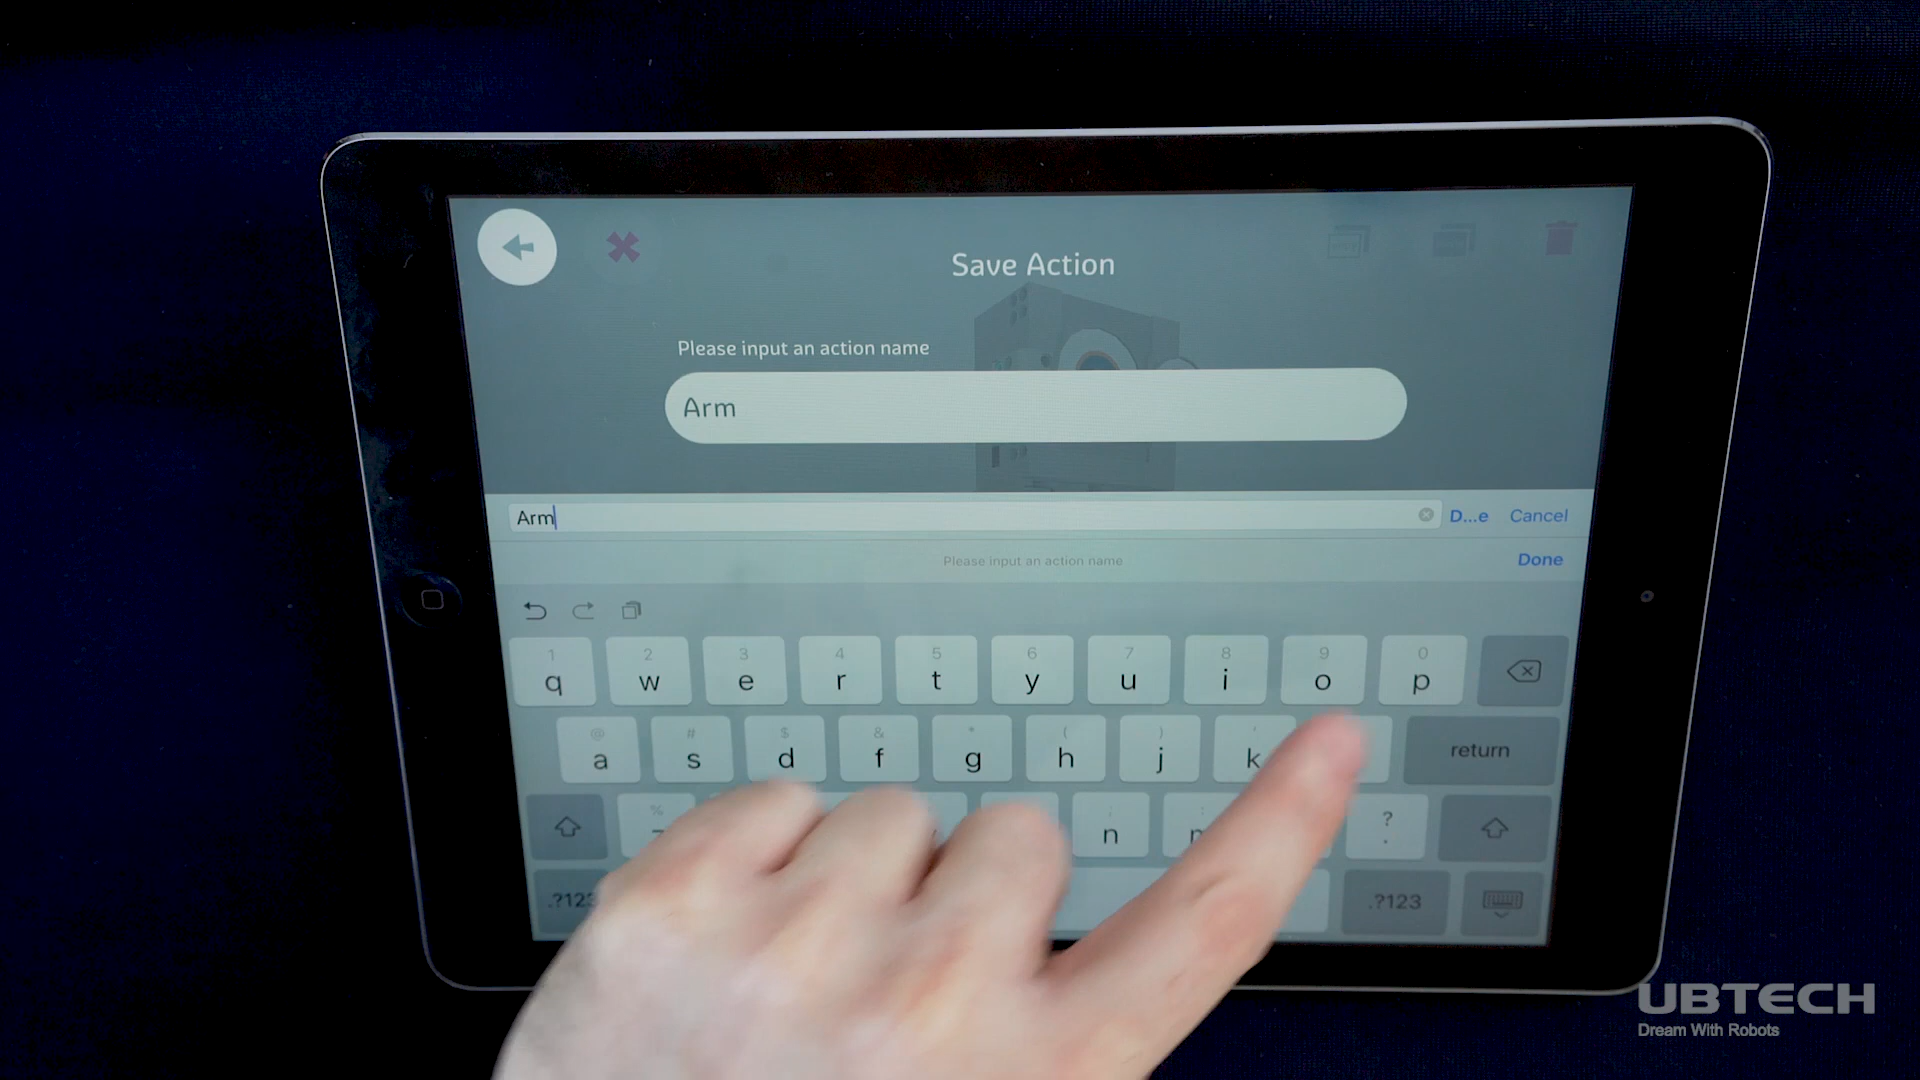 Save Action
Please input an action name
Arm
Arm D...e Cancel
Please input an action name Done
1 2 3 4 5 6 7 8 9 0
q w e r t y u i o p
@ # $ & * ( ) '
a s d f g h j k return
% ; : ?
n .
.?123 .?123
UBTECH
Dream With Robots